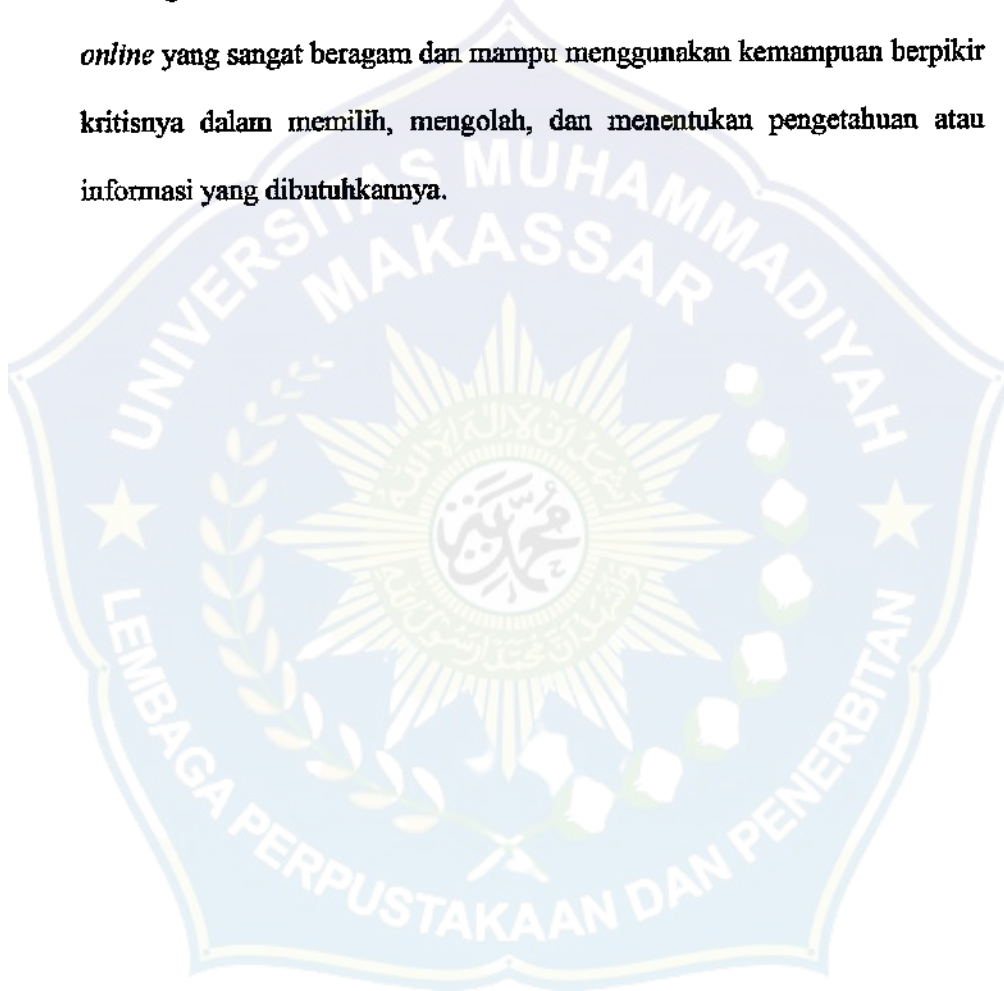 online yang sangat beragam dan mampu menggunakan kemampuan berpikir
kritisnya dalam memilih, mengolah, dan menentukan pengetahuan atau
informasi yang dibutuhkannya.
UNIVERSITAS MUHAMMADIYAH
MAKASSAR
محمد
LEMBAGA PERPUSTAKAAN DAN PENERBITAN